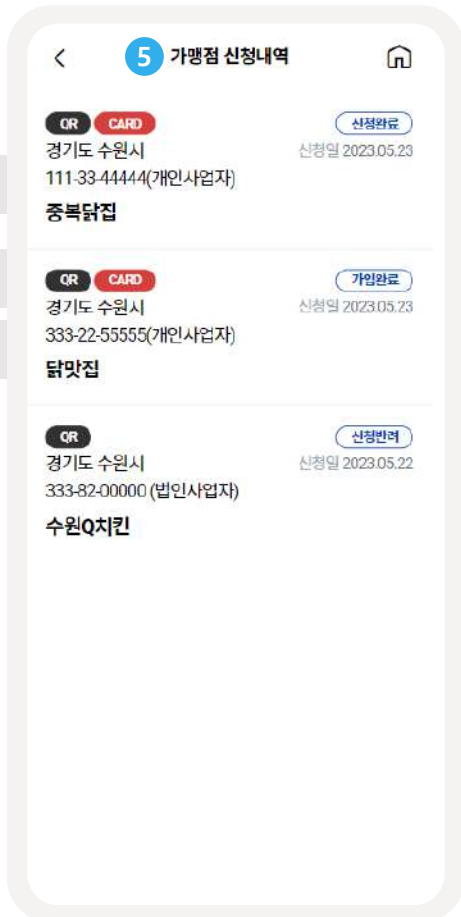 5 가맹점 신청내역
QR CARD 신청완료
경기도 수원시 신청일 2023.05.23
111-33-44444(개인사업자)
중복닭집
QR CARD 가입완료
경기도 수원시 신청일 2023.05.23
333-22-55555(개인사업자)
닭맛집
QR 신청반려
경기도 수원시 신청일 2023.05.22
333-82-00000 (법인사업자)
수원Q치킨